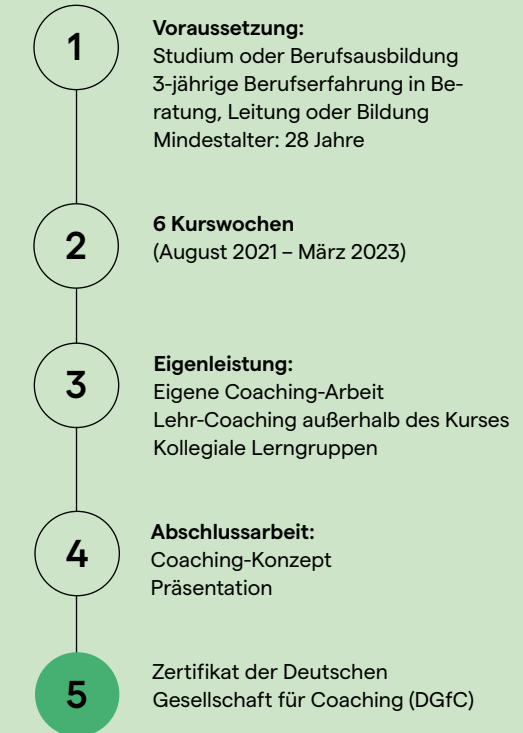 1
Voraussetzung:
Studium oder Berufsausbildung
3-jährige Berufserfahrung in Be-
ratung, Leitung oder Bildung
Mindestalter: 28 Jahre
2
6 Kurswochen
(August 2021 – März 2023)
3
Eigenleistung:
Eigene Coaching-Arbeit
Lehr-Coaching außerhalb des Kurses
Kollegiale Lerngruppen
4
Abschlussarbeit:
Coaching-Konzept
Präsentation
5
Zertifikat der Deutschen
Gesellschaft für Coaching (DGfC)